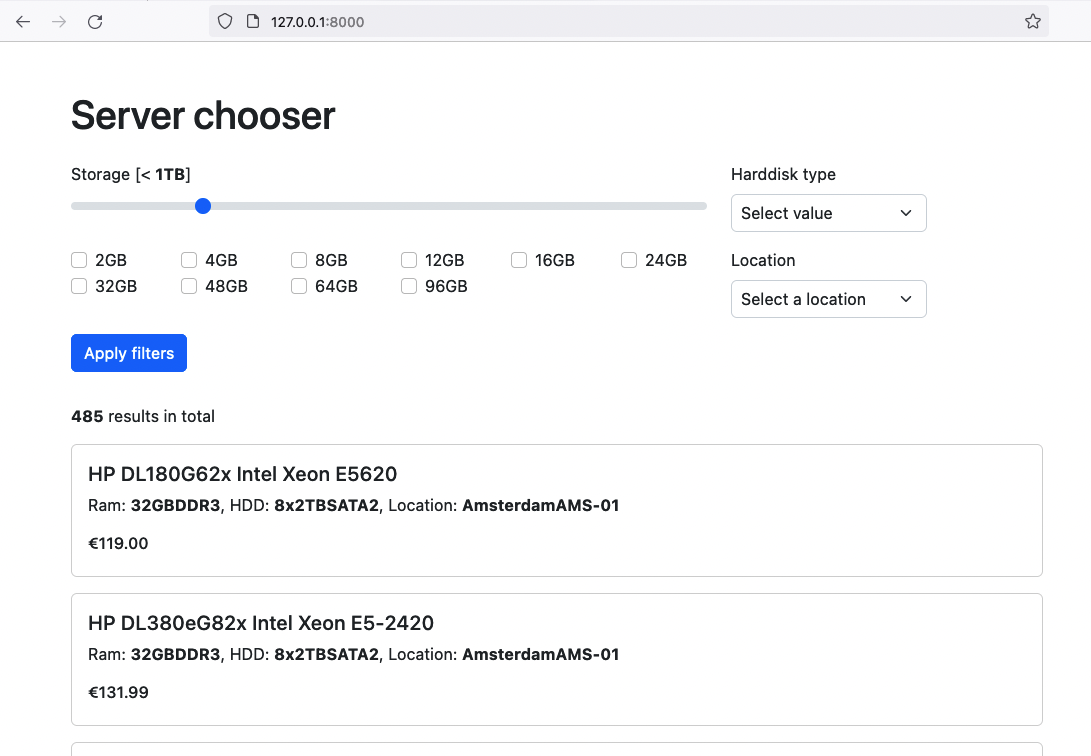 127.0.0.1:8000
Server chooser
Storage [< 1TB]
Harddisk type
Select value
2GB 4GB 8GB 12GB 16GB 24GB
Location
32GB 48GB 64GB 96GB
Select a location
Apply filters
485 results in total
HP DL180G62x Intel Xeon E5620
Ram: 32GBDDR3, HDD: 8x2TBSATA2, Location: AmsterdamAMS-01
€119.00
HP DL380eG82x Intel Xeon E5-2420
Ram: 32GBDDR3, HDD: 8x2TBSATA2, Location: AmsterdamAMS-01
€131.99